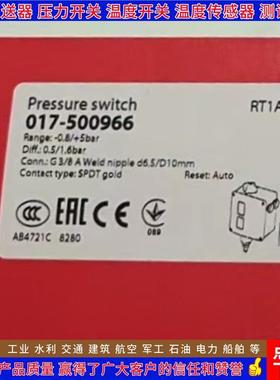 送器 压力开关 温度开关 温度传感器 测
Pressure switch
RT1A
017-500966
Range: -0.8/+5bar
Diff.: 0.5/1.6bar
Conn.: G 3/8 A Weld nipple d6.5/D10mm
Contact type: SPDT gold
Reset: Auto
CCC EAC CE
089
AB4721C 8280
工业 水利 交通 建筑 航空 军工 石油 电力 船舶 等
产品质量 赢得了广大客户的信任和赞誉